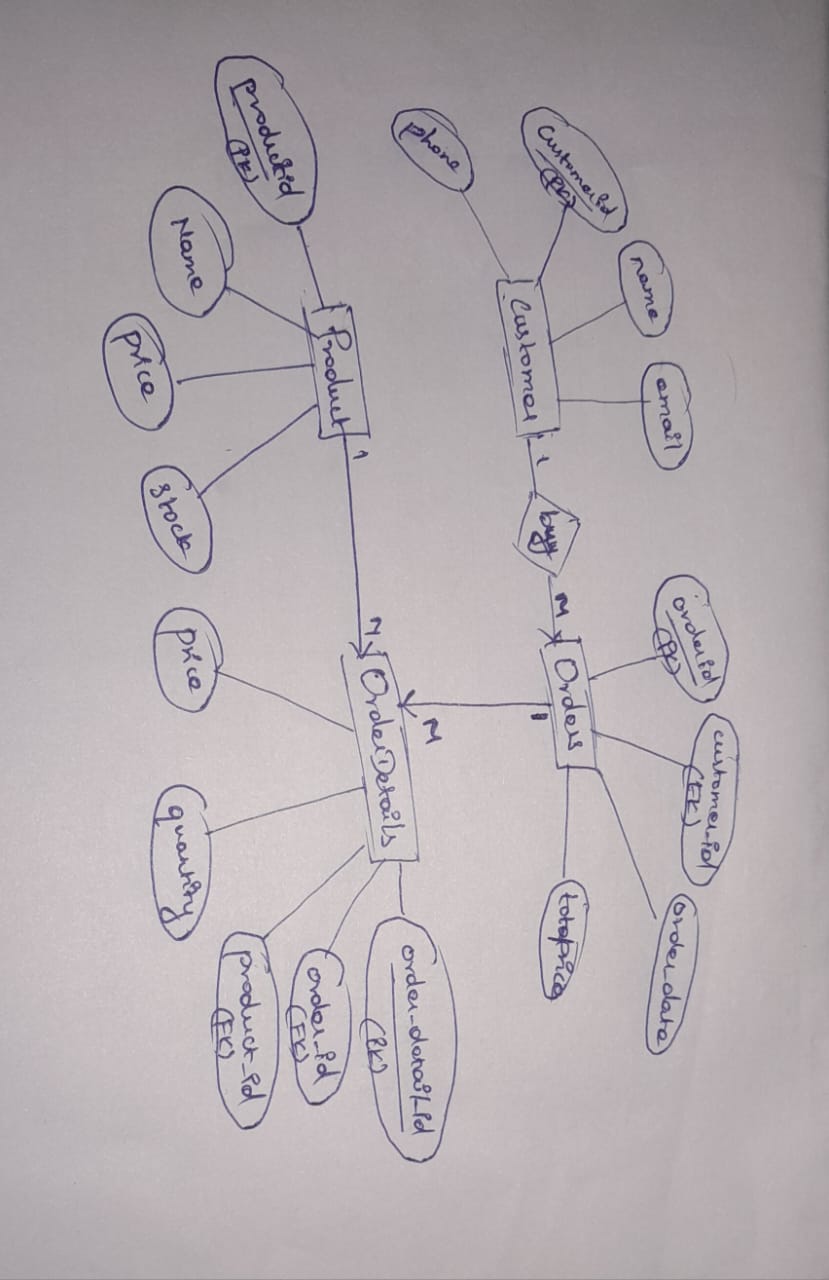 orderid
(PK)
customer_id
(FK)
order_date
name
email
customerid
(PK)
buy
M
Orders
totalprice
1
Customer
1
phone
M
order_detail_id
(PK)
M
OrderDetails
1
Product
order_id
(FK)
productid
(PK)
product_id
(FK)
Name
price
stock
price
quantity